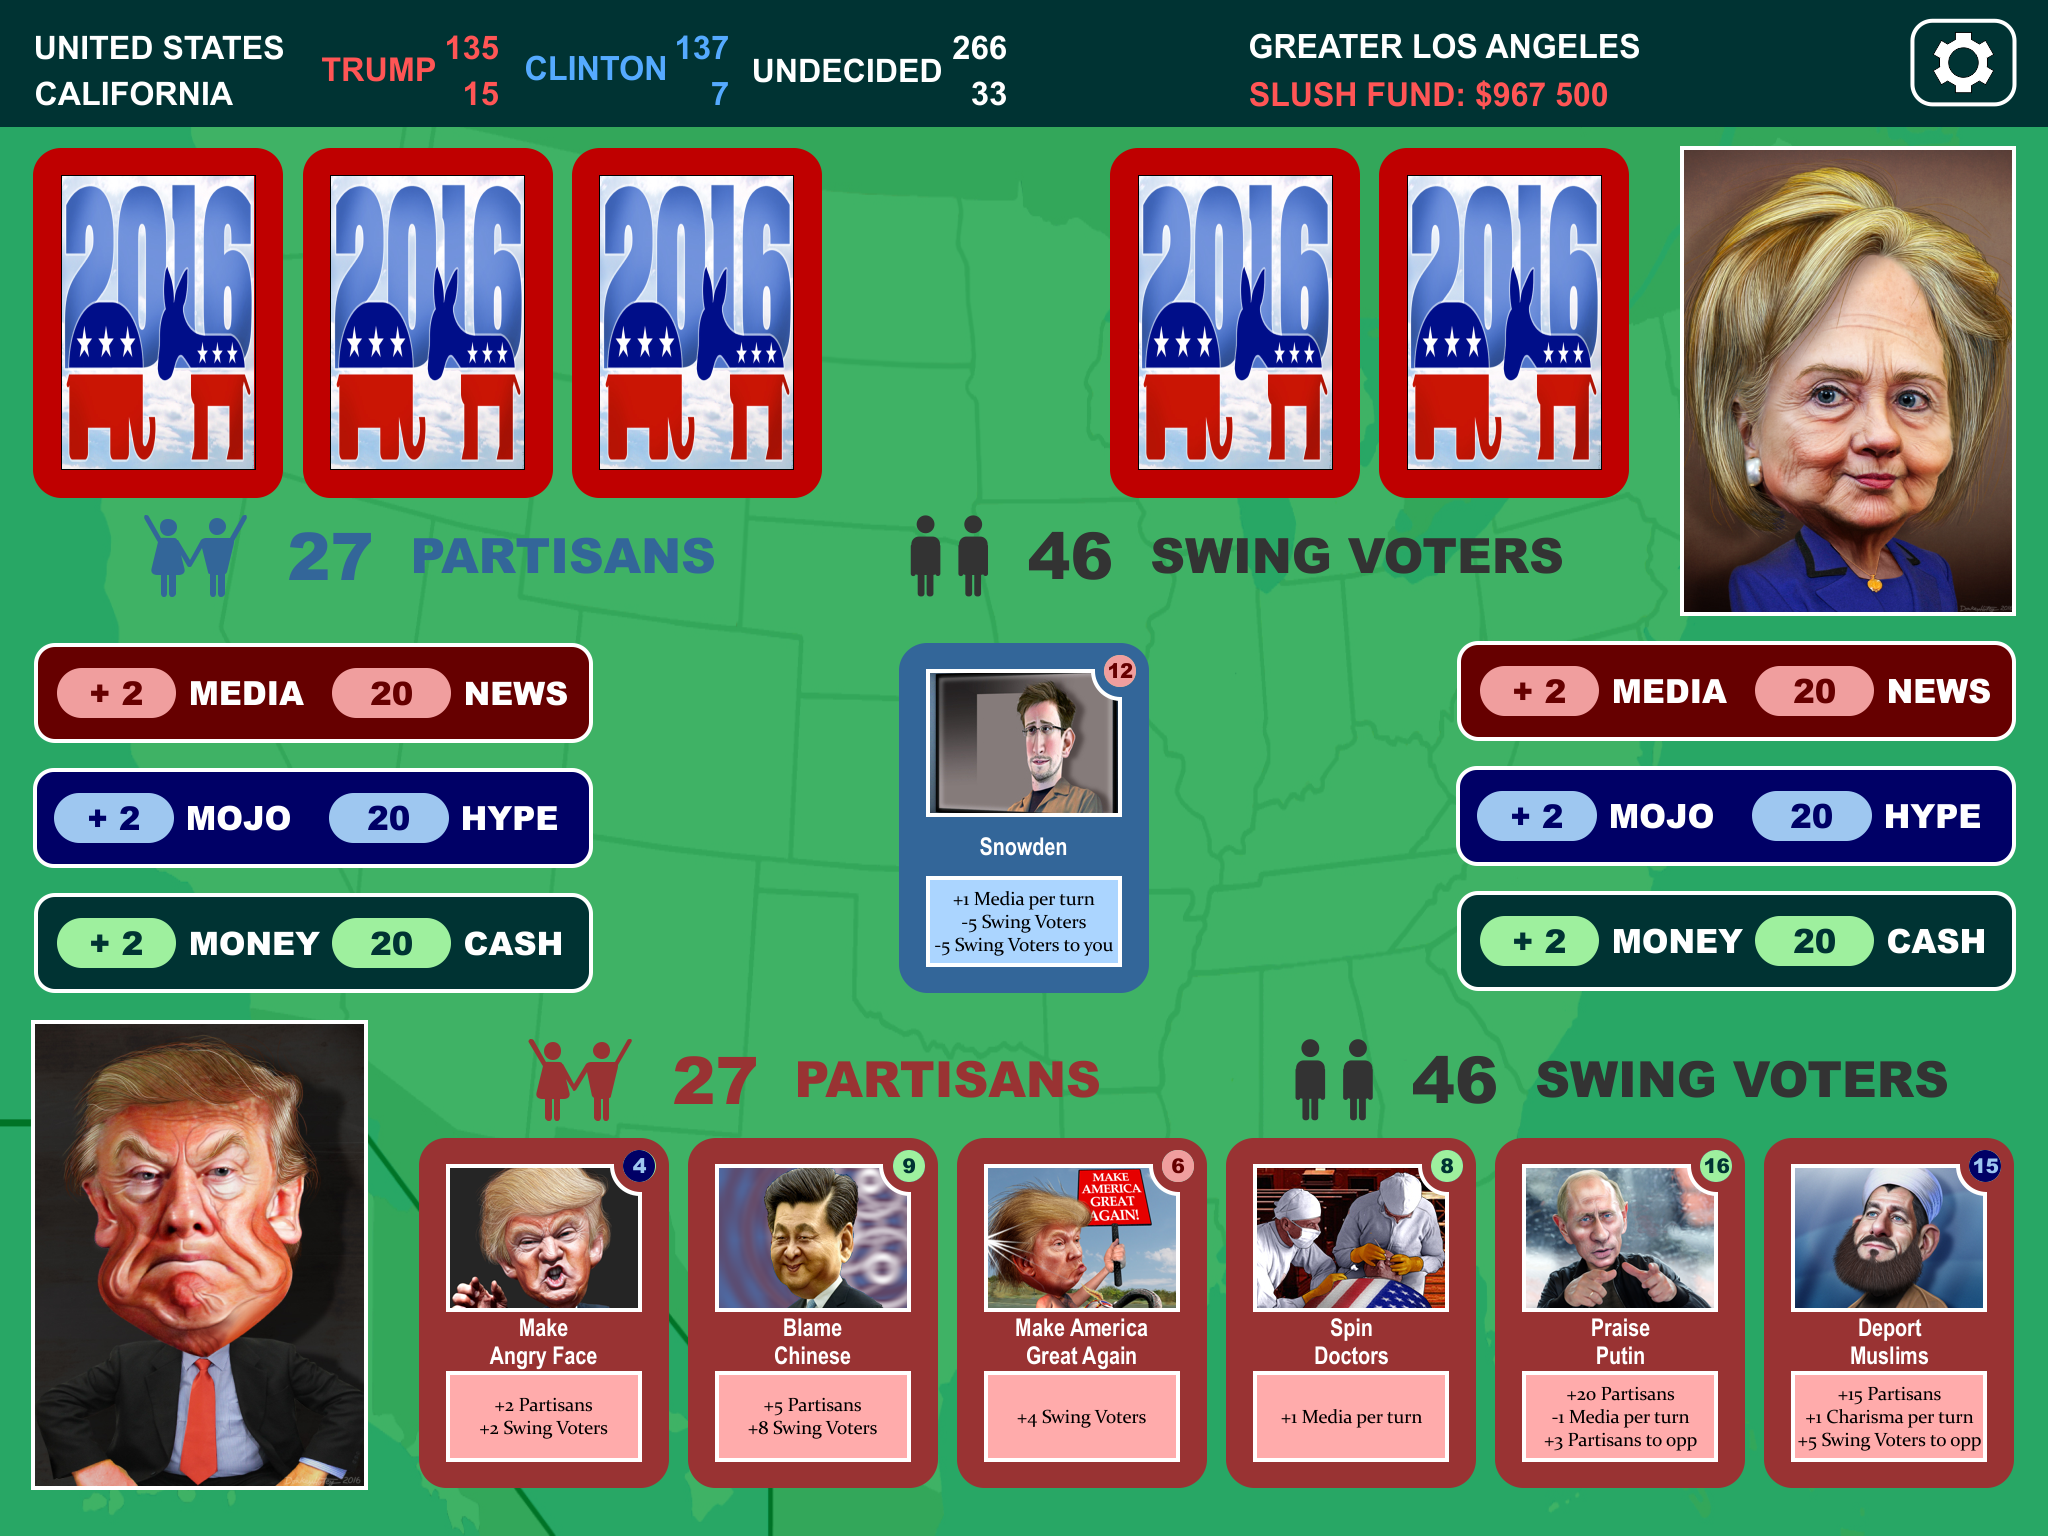 UNITED STATES
CALIFORNIA
TRUMP
135
15
CLINTON
137
7
UNDECIDED
266
33
GREATER LOS ANGELES
SLUSH FUND: $967 500
2016
2016
2016
2016
2016
27 PARTISANS
46 SWING VOTERS
+ 2 MEDIA 20 NEWS
+ 2 MOJO 20 HYPE
+ 2 MONEY 20 CASH
12
Snowden
+1 Media per turn
-5 Swing Voters
-5 Swing Voters to you
+ 2 MEDIA 20 NEWS
+ 2 MOJO 20 HYPE
+ 2 MONEY 20 CASH
27 PARTISANS
46 SWING VOTERS
4
Make
Angry Face
+2 Partisans
+2 Swing Voters
9
Blame
Chinese
+5 Partisans
+8 Swing Voters
6
MAKE
AMERICA
GREAT
AGAIN!
Make America
Great Again
+4 Swing Voters
8
Spin
Doctors
+1 Media per turn
16
Praise
Putin
+20 Partisans
-1 Media per turn
+3 Partisans to opp
15
Deport
Muslims
+15 Partisans
+1 Charisma per turn
+5 Swing Voters to opp